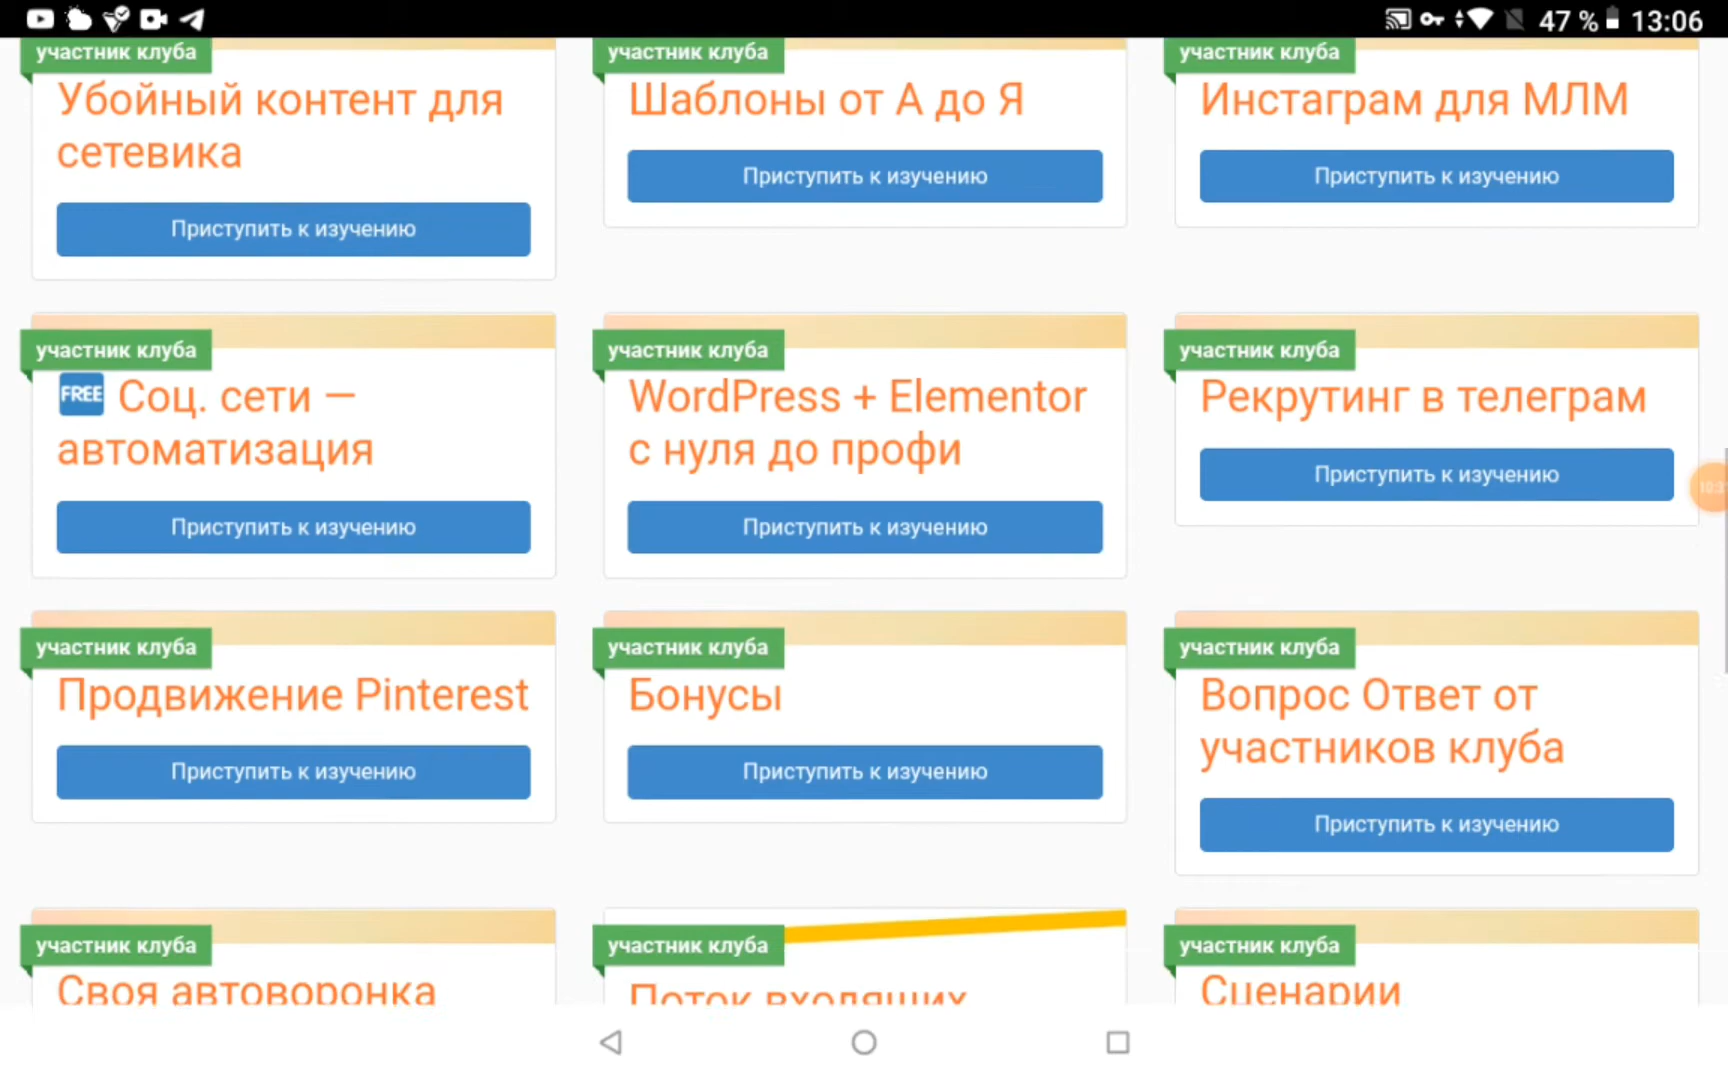 47 % 13:06
участник клуба
участник клуба
участник клуба
Убойный контент для
сетевика
Приступить к изучению
Шаблоны от А до Я
Приступить к изучению
Инстаграм для МЛМ
Приступить к изучению
участник клуба
FREE Соц. сети —
автоматизация
Приступить к изучению
участник клуба
WordPress + Elementor
с нуля до профи
Приступить к изучению
участник клуба
Рекрутинг в телеграм
Приступить к изучению
участник клуба
Продвижение Pinterest
Приступить к изучению
участник клуба
Бонусы
Приступить к изучению
участник клуба
Вопрос Ответ от
участников клуба
Приступить к изучению
участник клуба
Своя автоворонка
участник клуба
Поток входящих
участник клуба
Сценарии